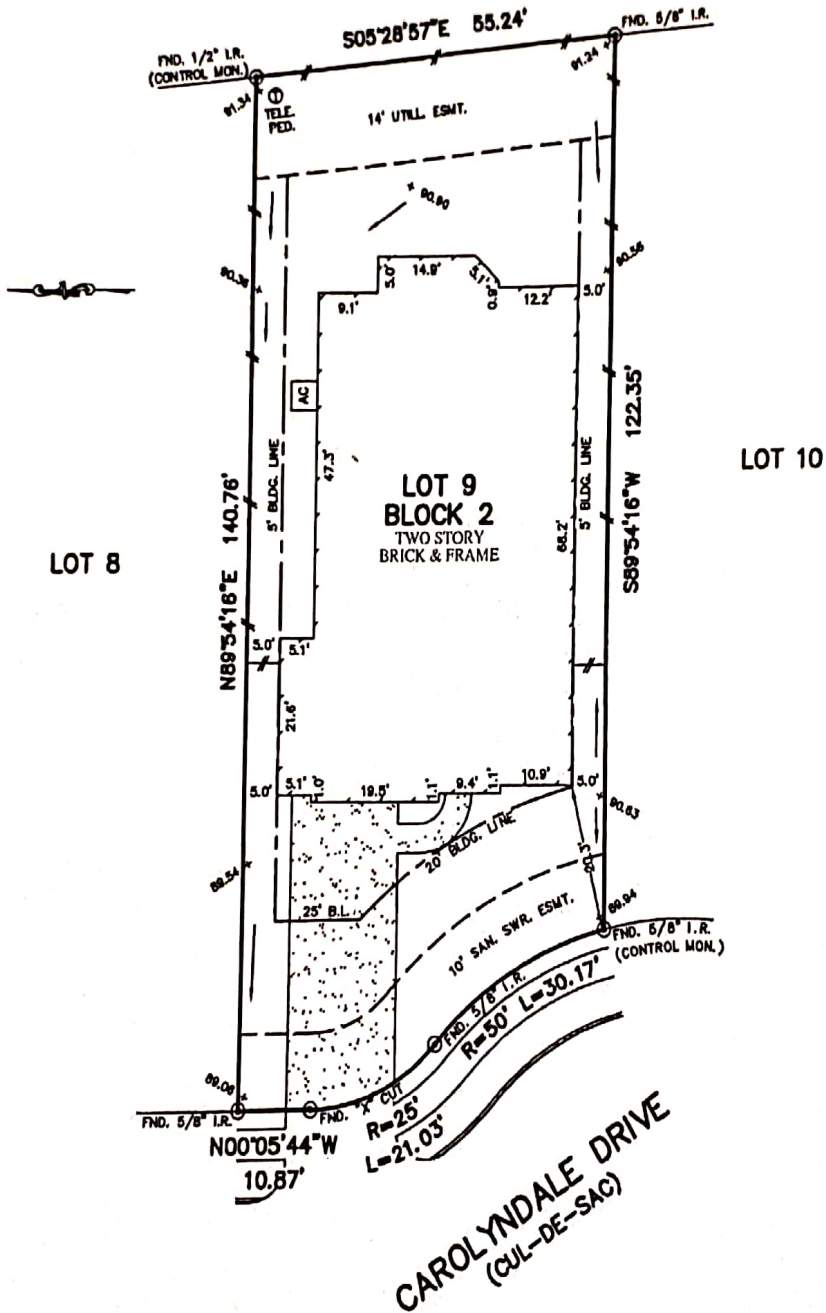 S05°28'57"E 55.24'
FND. 1/2" I.R.
(CONTROL MON.)
FND. 5/8" I.R.
91.34
91.24
TELE.
PED.
14' UTILL ESMT.
90.90
90.36
90.56
9.1'
5.0'
14.9'
5.1'
0.9'
12.2'
5.0'
AC
47.3'
5' BLDG. LINE
5' BLDG. LINE
N89°54'16"E 140.76'
S89°54'16"W 122.35'
LOT 8
LOT 9
BLOCK 2
TWO STORY
BRICK & FRAME
LOT 10
68.2'
5.0'
5.1'
21.6'
5.0'
5.1'
1.0'
19.5'
1.1'
9.4'
1.1'
10.9'
5.0'
90.63
20' BLDG. LINE
20.3'
89.54
25' B.L.
10' SAN. SWR. ESMT.
89.94
FND. 5/8" I.R.
(CONTROL MON.)
FND. 5/8" I.R.
R=50' L=30.17'
89.06
FND. 5/8" I.R.
FND. "X" CUT
R=25'
L=21.03'
N00°05'44"W
10.87'
CAROLYNDALE DRIVE
(CUL-DE-SAC)